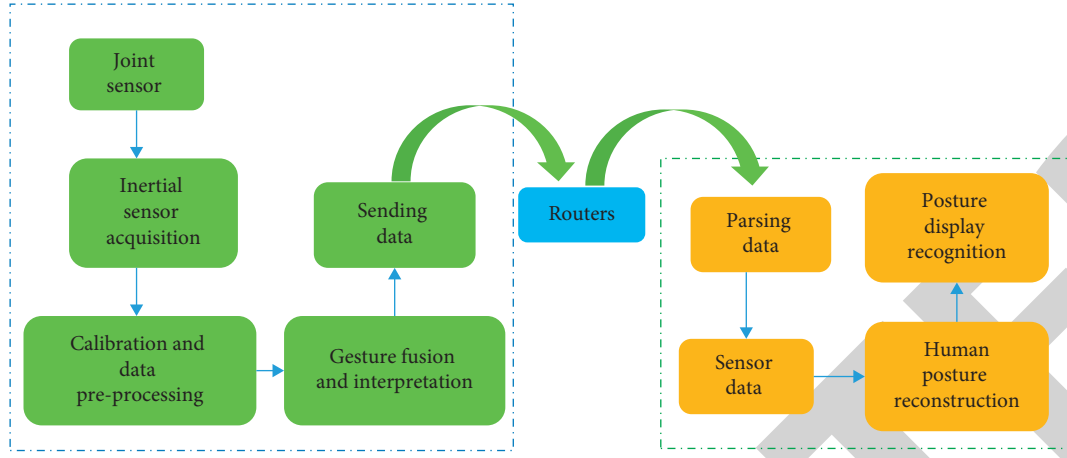 Joint
sensor
Inertial
sensor
acquisition
Calibration and
data
pre-processing
Gesture fusion
and interpretation
Sending
data
Routers
Parsing
data
Sensor
data
Human
posture
reconstruction
Posture
display
recognition